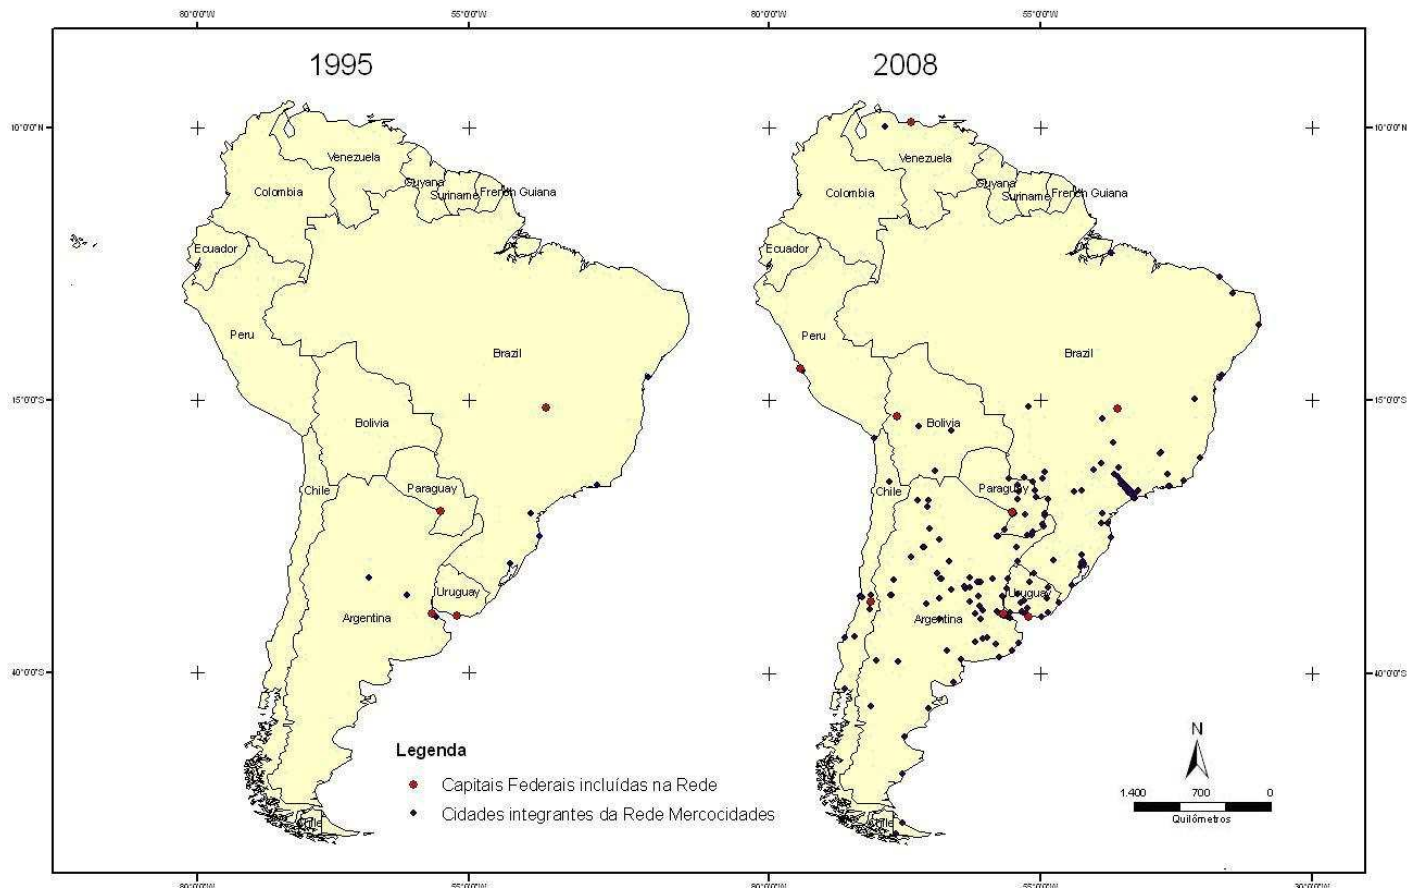 80°0'0"W 55°0'0"W 80°0'0"W 55°0'0"W
1995 2008
10°0'0"N 10°0'0"N
Venezuela Venezuela
Guyana Guyana
Colombia Suriname French Guiana Colombia Suriname French Guiana
Ecuador Ecuador
Peru Peru
Brazil Brazil
15°0'0"S 15°0'0"S
Bolivia Bolivia
Chile Paraguay Chile Paraguay
Uruguay Uruguay
Argentina Argentina
40°0'0"S 40°0'0"S
N
Legenda
Capitais Federais incluídas na Rede
1.400 700 0
Cidades integrantes da Rede Mercocidades
Quilômetros
Chile Chile
80°0'0"W 55°0'0"W 80°0'0"W 55°0'0"W 30°0'0"W